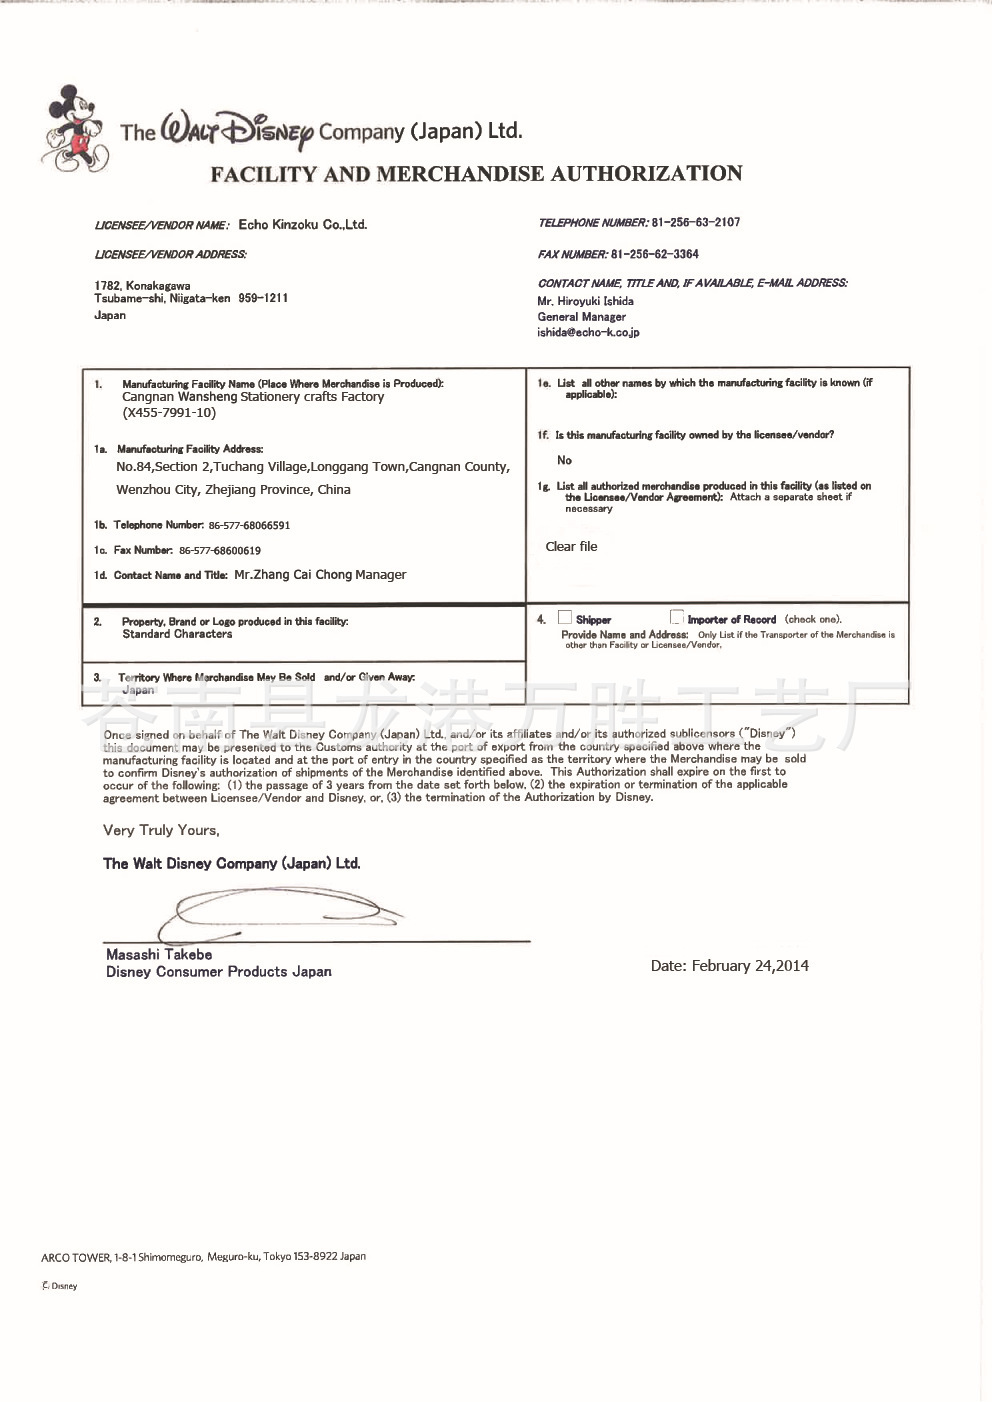 The WALT DISNEY Company (Japan) Ltd.
FACILITY AND MERCHANDISE AUTHORIZATION
LICENSEE/VENDOR NAME: Echo Kinzoku Co.,Ltd.
LICENSEE/VENDOR ADDRESS:
1782, Konakagawa
Tsubame-shi, Niigata-ken 959-1211
Japan
TELEPHONE NUMBER: 81-256-63-2107
FAX NUMBER: 81-256-62-3364
CONTACT NAME, TITLE AND, IF AVAILABLE, E-MAIL ADDRESS:
Mr. Hiroyuki Ishida
General Manager
ishida@echo-k.co.jp
1. Manufacturing Facility Name (Place Where Merchandise is Produced):
Cangnan Wansheng Stationery crafts Factory
(X455-7991-10)
1a. Manufacturing Facility Address:
No.84,Section 2,Tuchang Village,Longgang Town,Cangnan County,
Wenzhou City, Zhejiang Province, China
1b. Telephone Number: 86-577-68066591
1c. Fax Number: 86-577-68600619
1d. Contact Name and Title: Mr.Zhang Cai Chong Manager
1e. List all other names by which the manufacturing facility is known (if
applicable):
1f. Is this manufacturing facility owned by the licensee/vendor?
No
1g. List all authorized merchandise produced in this facility (as listed on
the Licensee/Vendor Agreement): Attach a separate sheet if
necessary
Clear file
2. Property, Brand or Logo produced in this facility:
Standard Characters
3. Territory Where Merchandise May Be Sold and/or Given Away:
Japan
4. Shipper Importer of Record (check one).
Provide Name and Address: Only List if the Transporter of the Merchandise is
other than Facility or Licensee/Vendor.
苍南县龙港万胜工艺厂
Once signed on behalf of The Walt Disney Company (Japan) Ltd., and/or its affiliates and/or its authorized sublicensors ("Disney")
this document may be presented to the Customs authority at the port of export from the country specified above where the
manufacturing facility is located and at the port of entry in the country specified as the territory where the Merchandise may be sold
to confirm Disney's authorization of shipments of the Merchandise identified above. This Authorization shall expire on the first to
occur of the following: (1) the passage of 3 years from the date set forth below, (2) the expiration or termination of the applicable
agreement between Licensee/Vendor and Disney, or, (3) the termination of the Authorization by Disney.
Very Truly Yours,
The Walt Disney Company (Japan) Ltd.
Masashi Takebe
Disney Consumer Products Japan
Date: February 24,2014
ARCO TOWER, 1-8-1 Shimomeguro, Meguro-ku, Tokyo 153-8922 Japan
© Disney